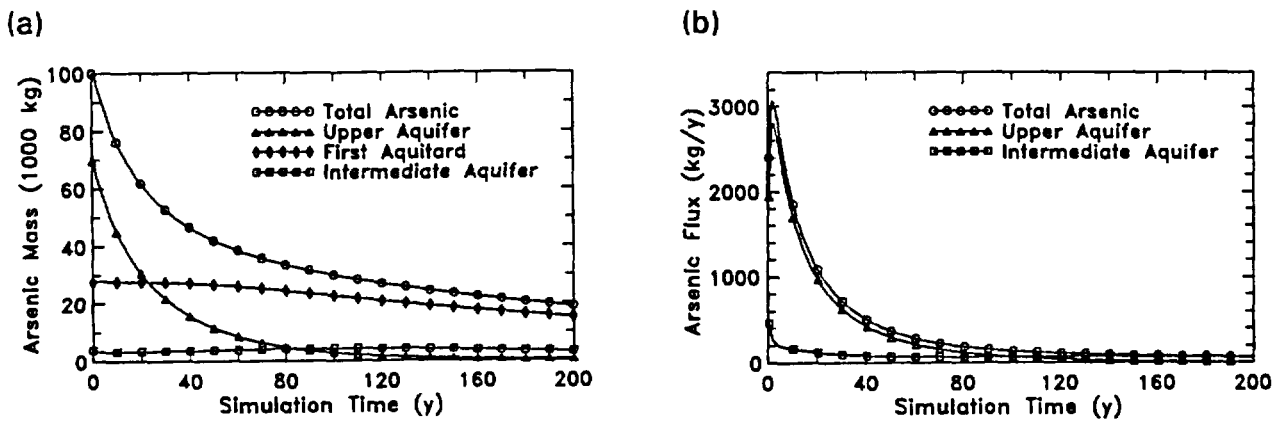 (a)
100
80
60
40
20
0
Arsenic Mass (1000 kg)
Total Arsenic
Upper Aquifer
First Aquitard
Intermediate Aquifer
0 40 80 120 160 200
Simulation Time (y)
(b)
3000
2000
1000
0
Arsenic Flux (kg/y)
Total Arsenic
Upper Aquifer
Intermediate Aquifer
0 40 80 120 160 200
Simulation Time (y)